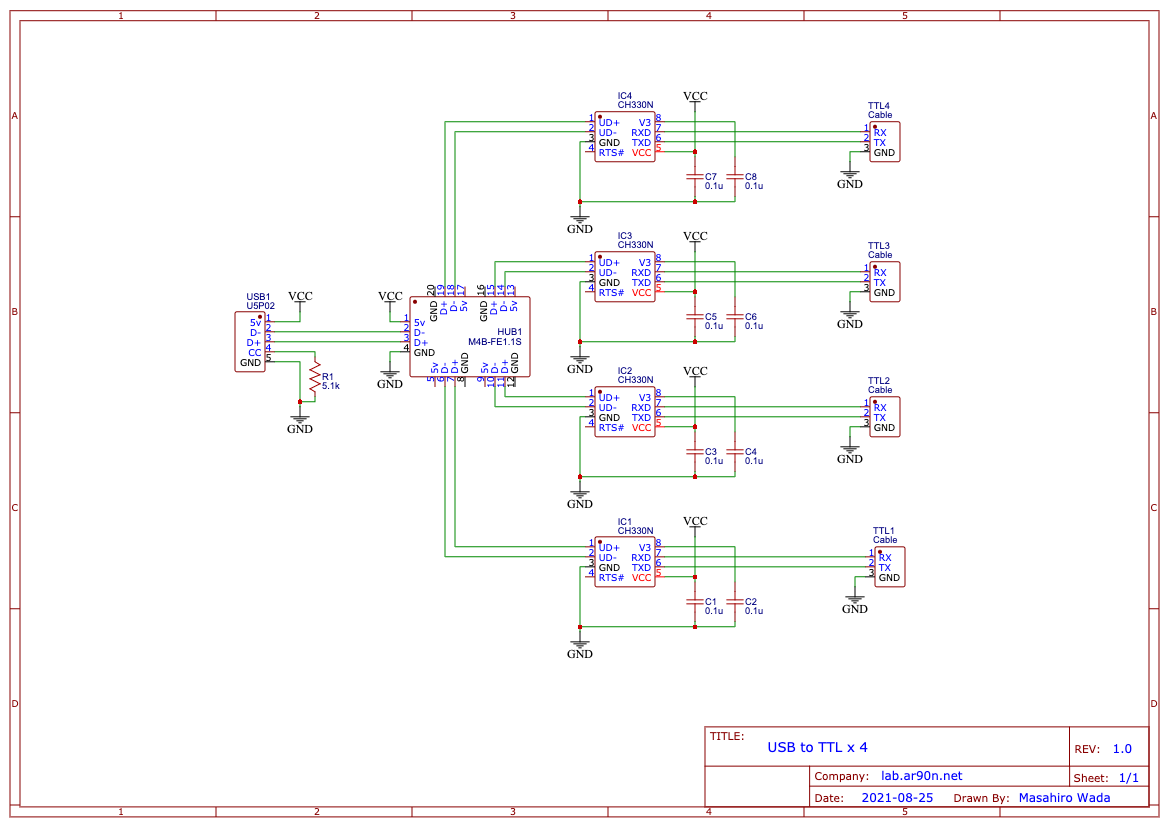 1 2 3 4 5
A A
B B
C C
D D
1 2 3 4 5
IC4
CH330N
1 UD+ V3 8
2 UD- RXD 7
3 GND TXD 6
4 RTS# VCC 5
VCC
C7
0.1u
C8
0.1u
GND
TTL4
Cable
1 RX
2 TX
3 GND
GND
IC3
CH330N
1 UD+ V3 8
2 UD- RXD 7
3 GND TXD 6
4 RTS# VCC 5
VCC
C5
0.1u
C6
0.1u
GND
TTL3
Cable
1 RX
2 TX
3 GND
GND
USB1
U5P02
5v 1
D- 2
D+ 3
CC 4
GND 5
VCC
R1
5.1k
GND
VCC
GND
20 19 18 17 16 15 14 13
GND D+ D- 5v GND D+ D- 5v
1 5v
2 D-
3 D+
4 GND
HUB1
M4B-FE1.1S
5v D- D+ GND 5v D- D+ GND
5 6 7 8 9 10 11 12
IC2
CH330N
1 UD+ V3 8
2 UD- RXD 7
3 GND TXD 6
4 RTS# VCC 5
VCC
C3
0.1u
C4
0.1u
GND
TTL2
Cable
1 RX
2 TX
3 GND
GND
IC1
CH330N
1 UD+ V3 8
2 UD- RXD 7
3 GND TXD 6
4 RTS# VCC 5
VCC
C1
0.1u
C2
0.1u
GND
TTL1
Cable
1 RX
2 TX
3 GND
GND
TITLE:
USB to TTL x 4
REV: 1.0
Company: lab.ar90n.net
Sheet: 1/1
Date: 2021-08-25 Drawn By: Masahiro Wada